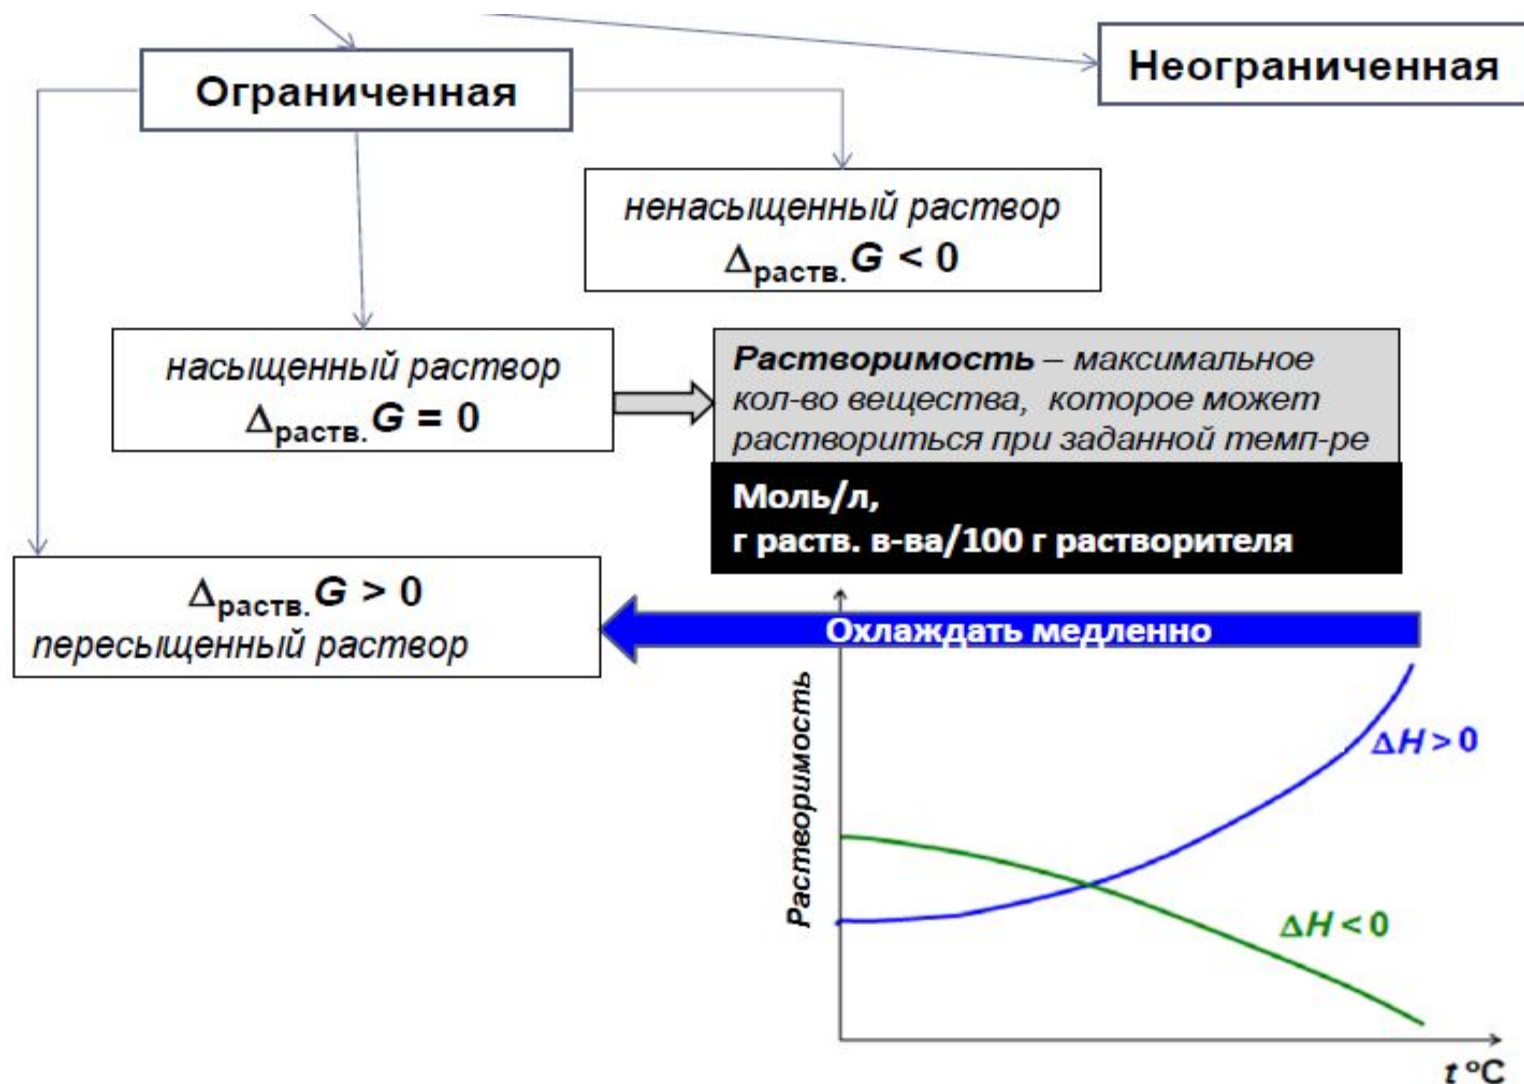 Ограниченная
Неограниченная
ненасыщенный раствор
Δраств.G < 0
насыщенный раствор
Δраств.G = 0
Растворимость – максимальное
кол-во вещества, которое может
раствориться при заданной темп-ре
Моль/л,
г раств. в-ва/100 г растворителя
Δраств.G > 0
пересыщенный раствор
Охлаждать медленно
Растворимость
ΔH > 0
ΔH < 0
t °C